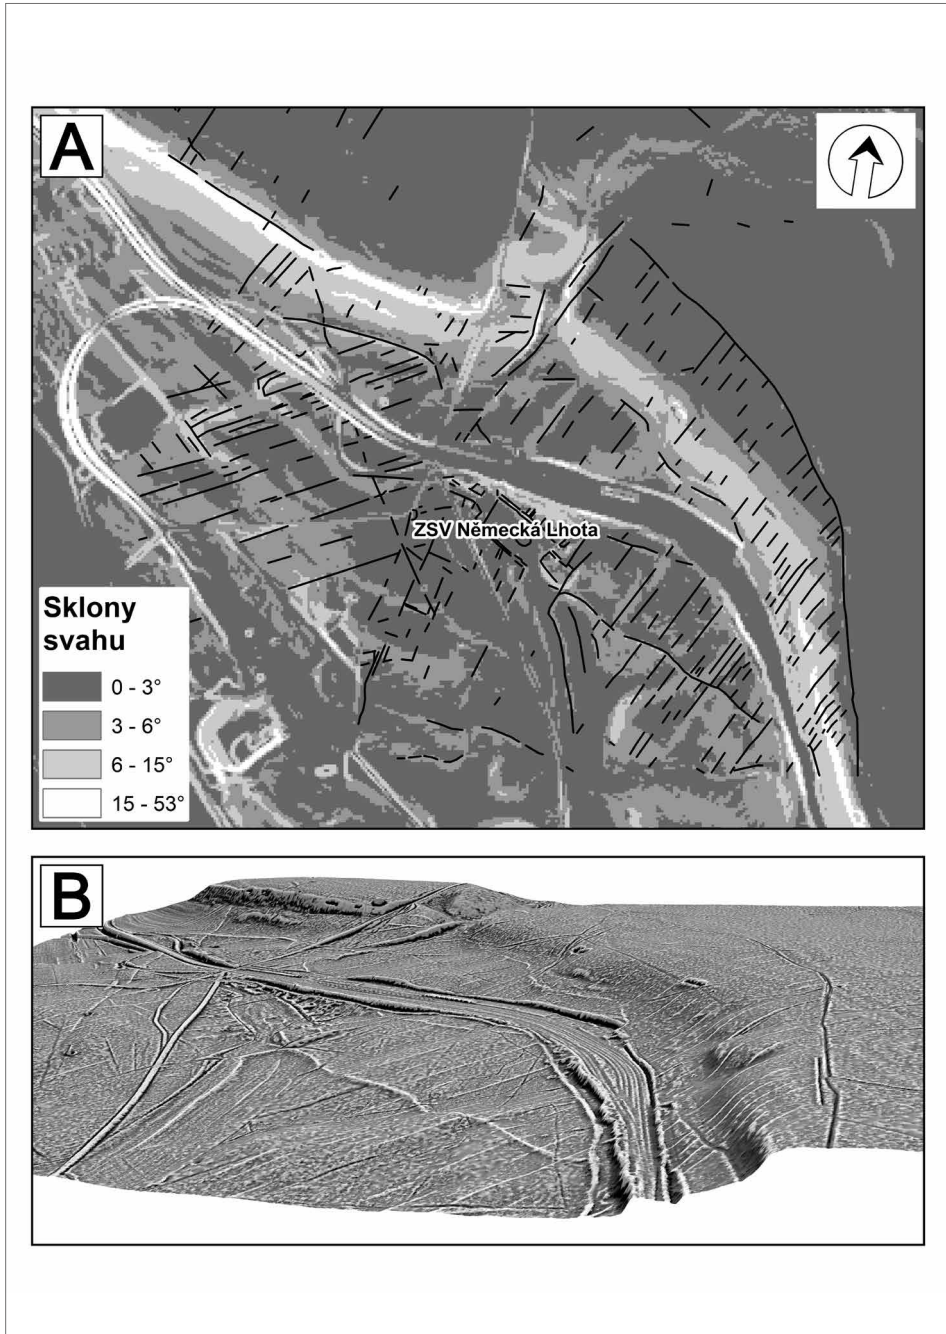 A
ZSV Německá Lhota
Sklony
svahu
0 - 3°
3 - 6°
6 - 15°
15 - 53°
B